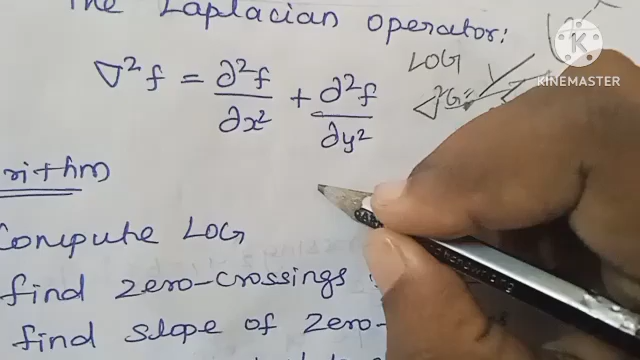 The Laplacian operator:
∇²f = ∂²f/∂x² + ∂²f/∂y²
LOG
KINEMASTER
rithm
Compute LOG
find zero-crossings
find slope of zero-